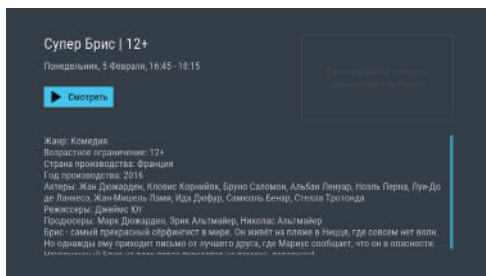 Супер Брис | 12+
Понедельник, 5 Февраля, 16:45 - 18:15
Смотреть
Жанр: Комедия
Возрастное ограничение: 12+
Страна производства: Франция
Год производства: 2016
Актеры: Жан Дюжарден, Кловис Корнийяк, Бруно Саломон, Альбан Ленуар, Ноэль Перна, Луи-До
де Ланкесо, Жан-Мишель Лами, Ида Дюфур, Самюэль Бенар, Стелла Тротонда
Режиссеры: Джеймс Ют
Продюсеры: Марк Дюжарден, Эрик Альтмайер, Николас Альтмайер
Брис - самый прекрасный сёрфингист в мире. Он живёт на пляже в Ницце, где совсем нет волн.
Но однажды ему приходит письмо от лучшего друга, где Мариус сообщает, что он в опасности.